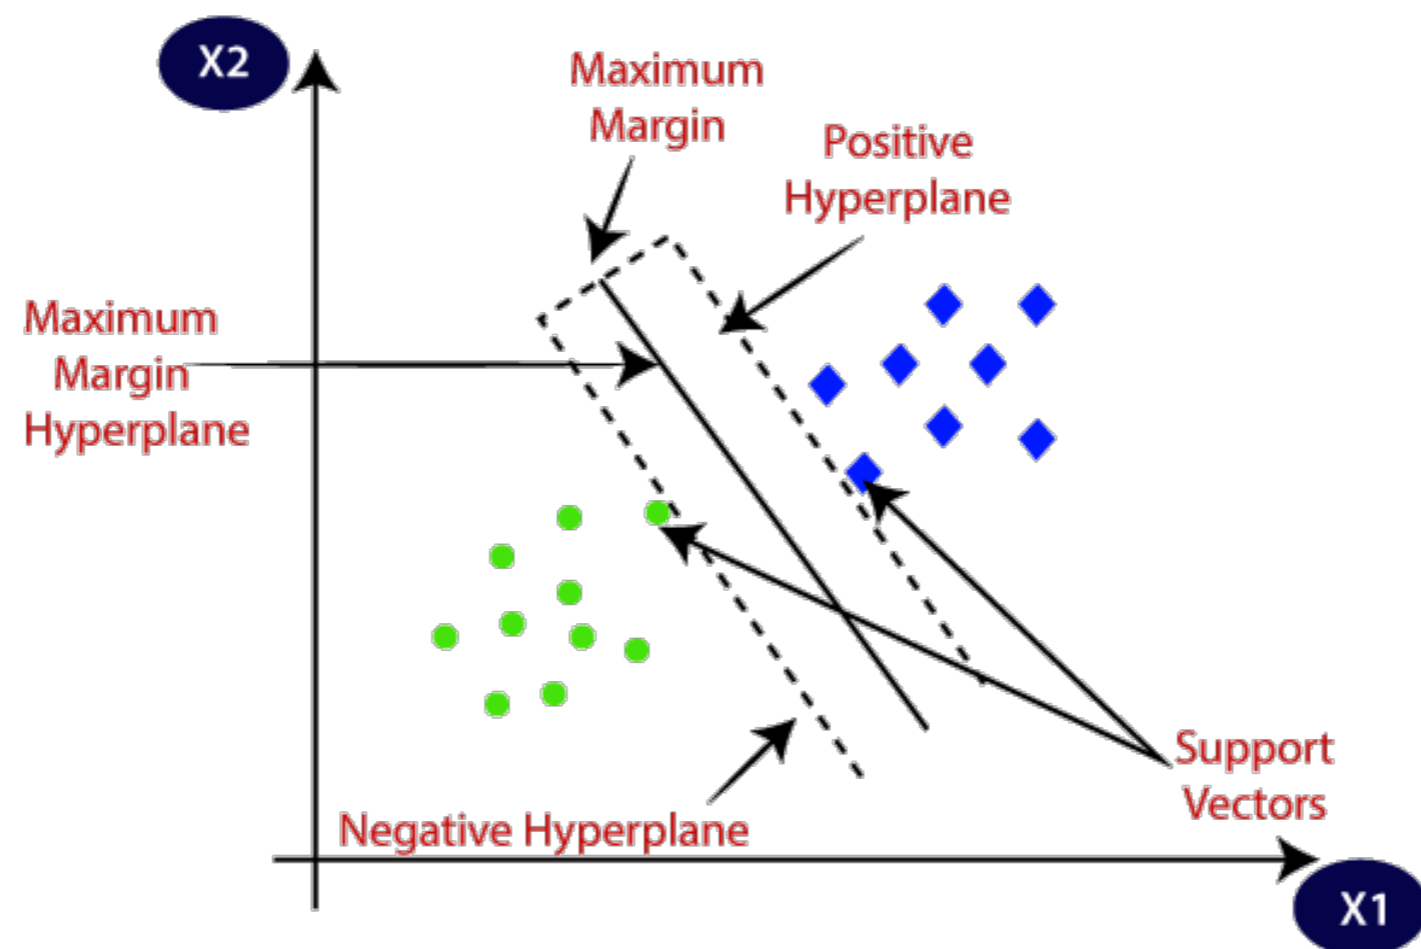 X2
Maximum
Margin
Positive
Hyperplane
Maximum
Margin
Hyperplane
Support
Vectors
Negative Hyperplane
X1